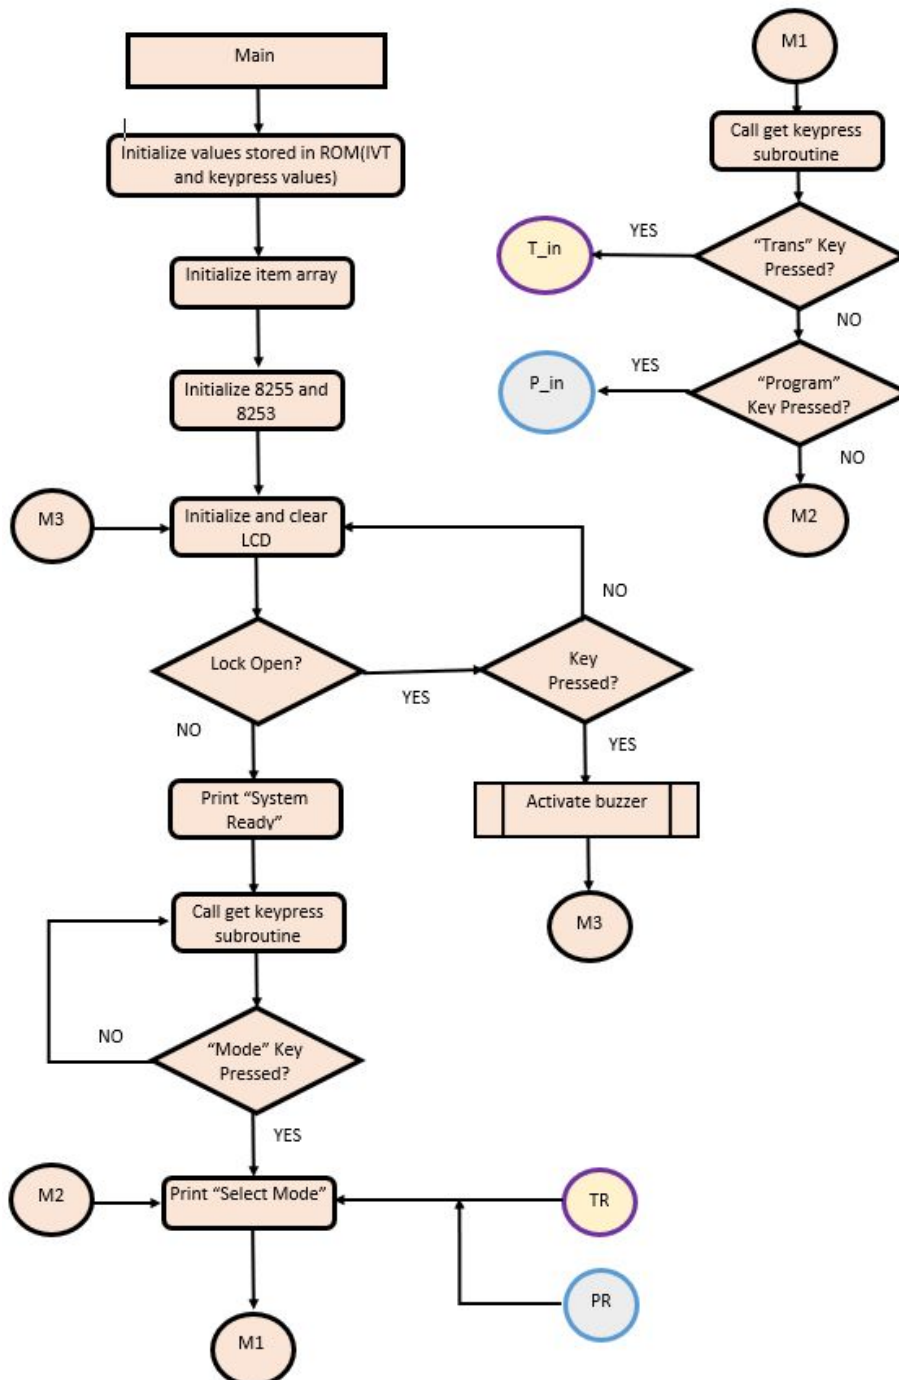 Main
Initialize values stored in ROM(IVT
and keypress values)
Initialize item array
Initialize 8255 and
8253
M3
Initialize and clear
LCD
NO
Lock Open?
Key
Pressed?
YES
NO
YES
Print “System
Ready”
Activate buzzer
Call get keypress
subroutine
M3
NO
“Mode” Key
Pressed?
YES
M2
Print “Select Mode”
TR
PR
M1
M1
Call get keypress
subroutine
YES
T_in
“Trans” Key
Pressed?
NO
YES
P_in
“Program”
Key Pressed?
NO
M2